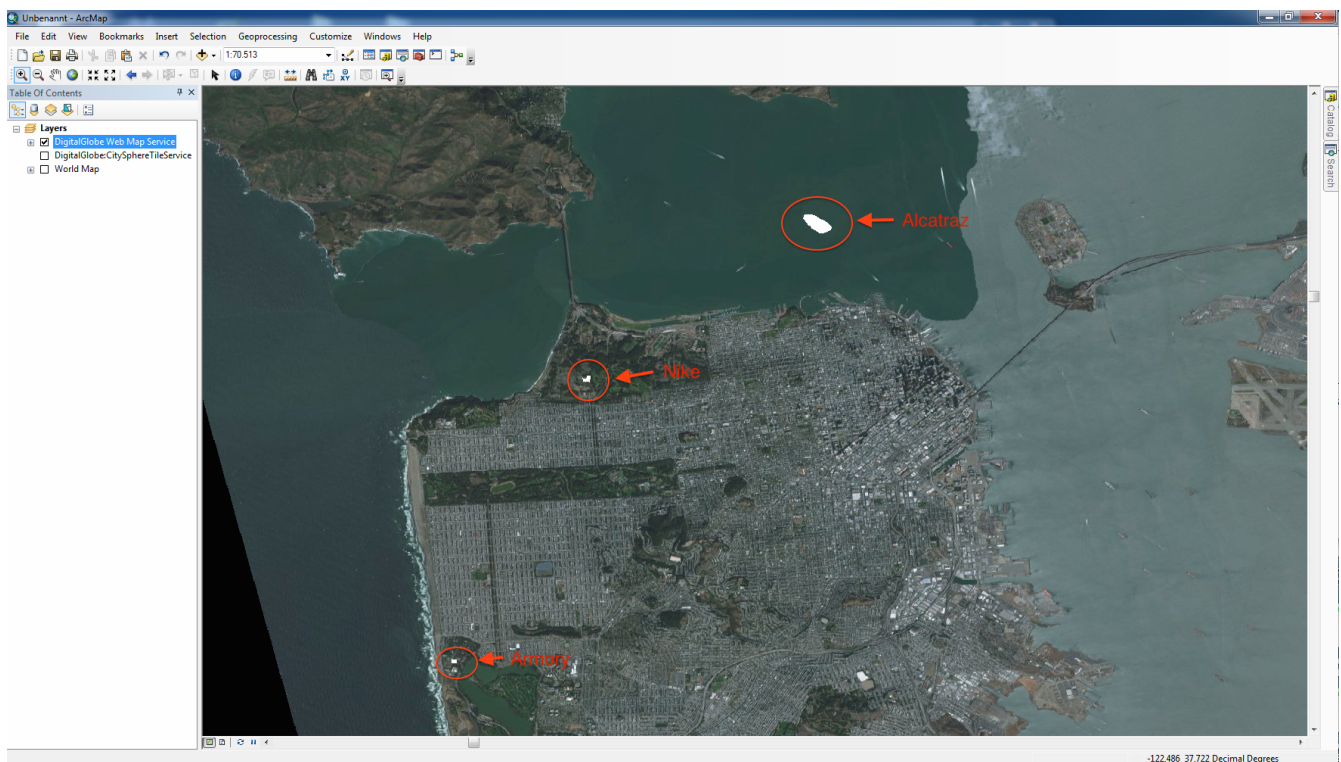 Unbenannt - ArcMap
File Edit View Bookmarks Insert Selection Geoprocessing Customize Windows Help
1:70.513
Table Of Contents
Layers
DigitalGlobe Web Map Service
DigitalGlobe:CitySphereTileService
World Map
Catalog
Search
Alcatraz
Nike
Armory
-122.486 37.722 Decimal Degrees